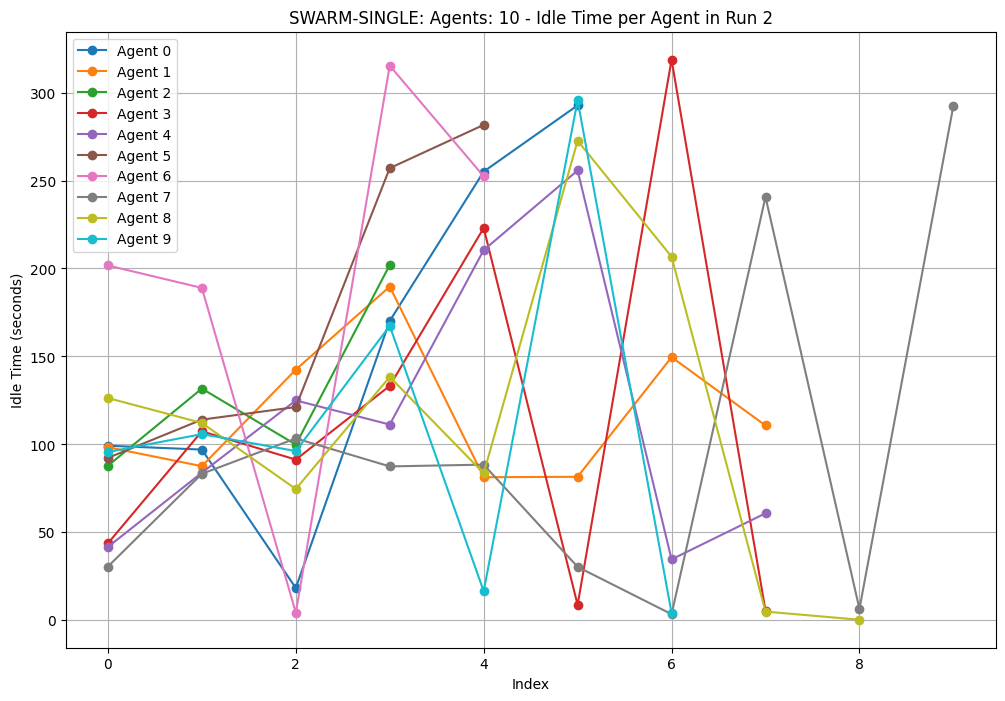 SWARM-SINGLE: Agents: 10 - Idle Time per Agent in Run 2
Agent 0
Agent 1
Agent 2
Agent 3
Agent 4
Agent 5
Agent 6
Agent 7
Agent 8
Agent 9
Idle Time (seconds)
300
250
200
150
100
50
0
0 2 4 6 8
Index